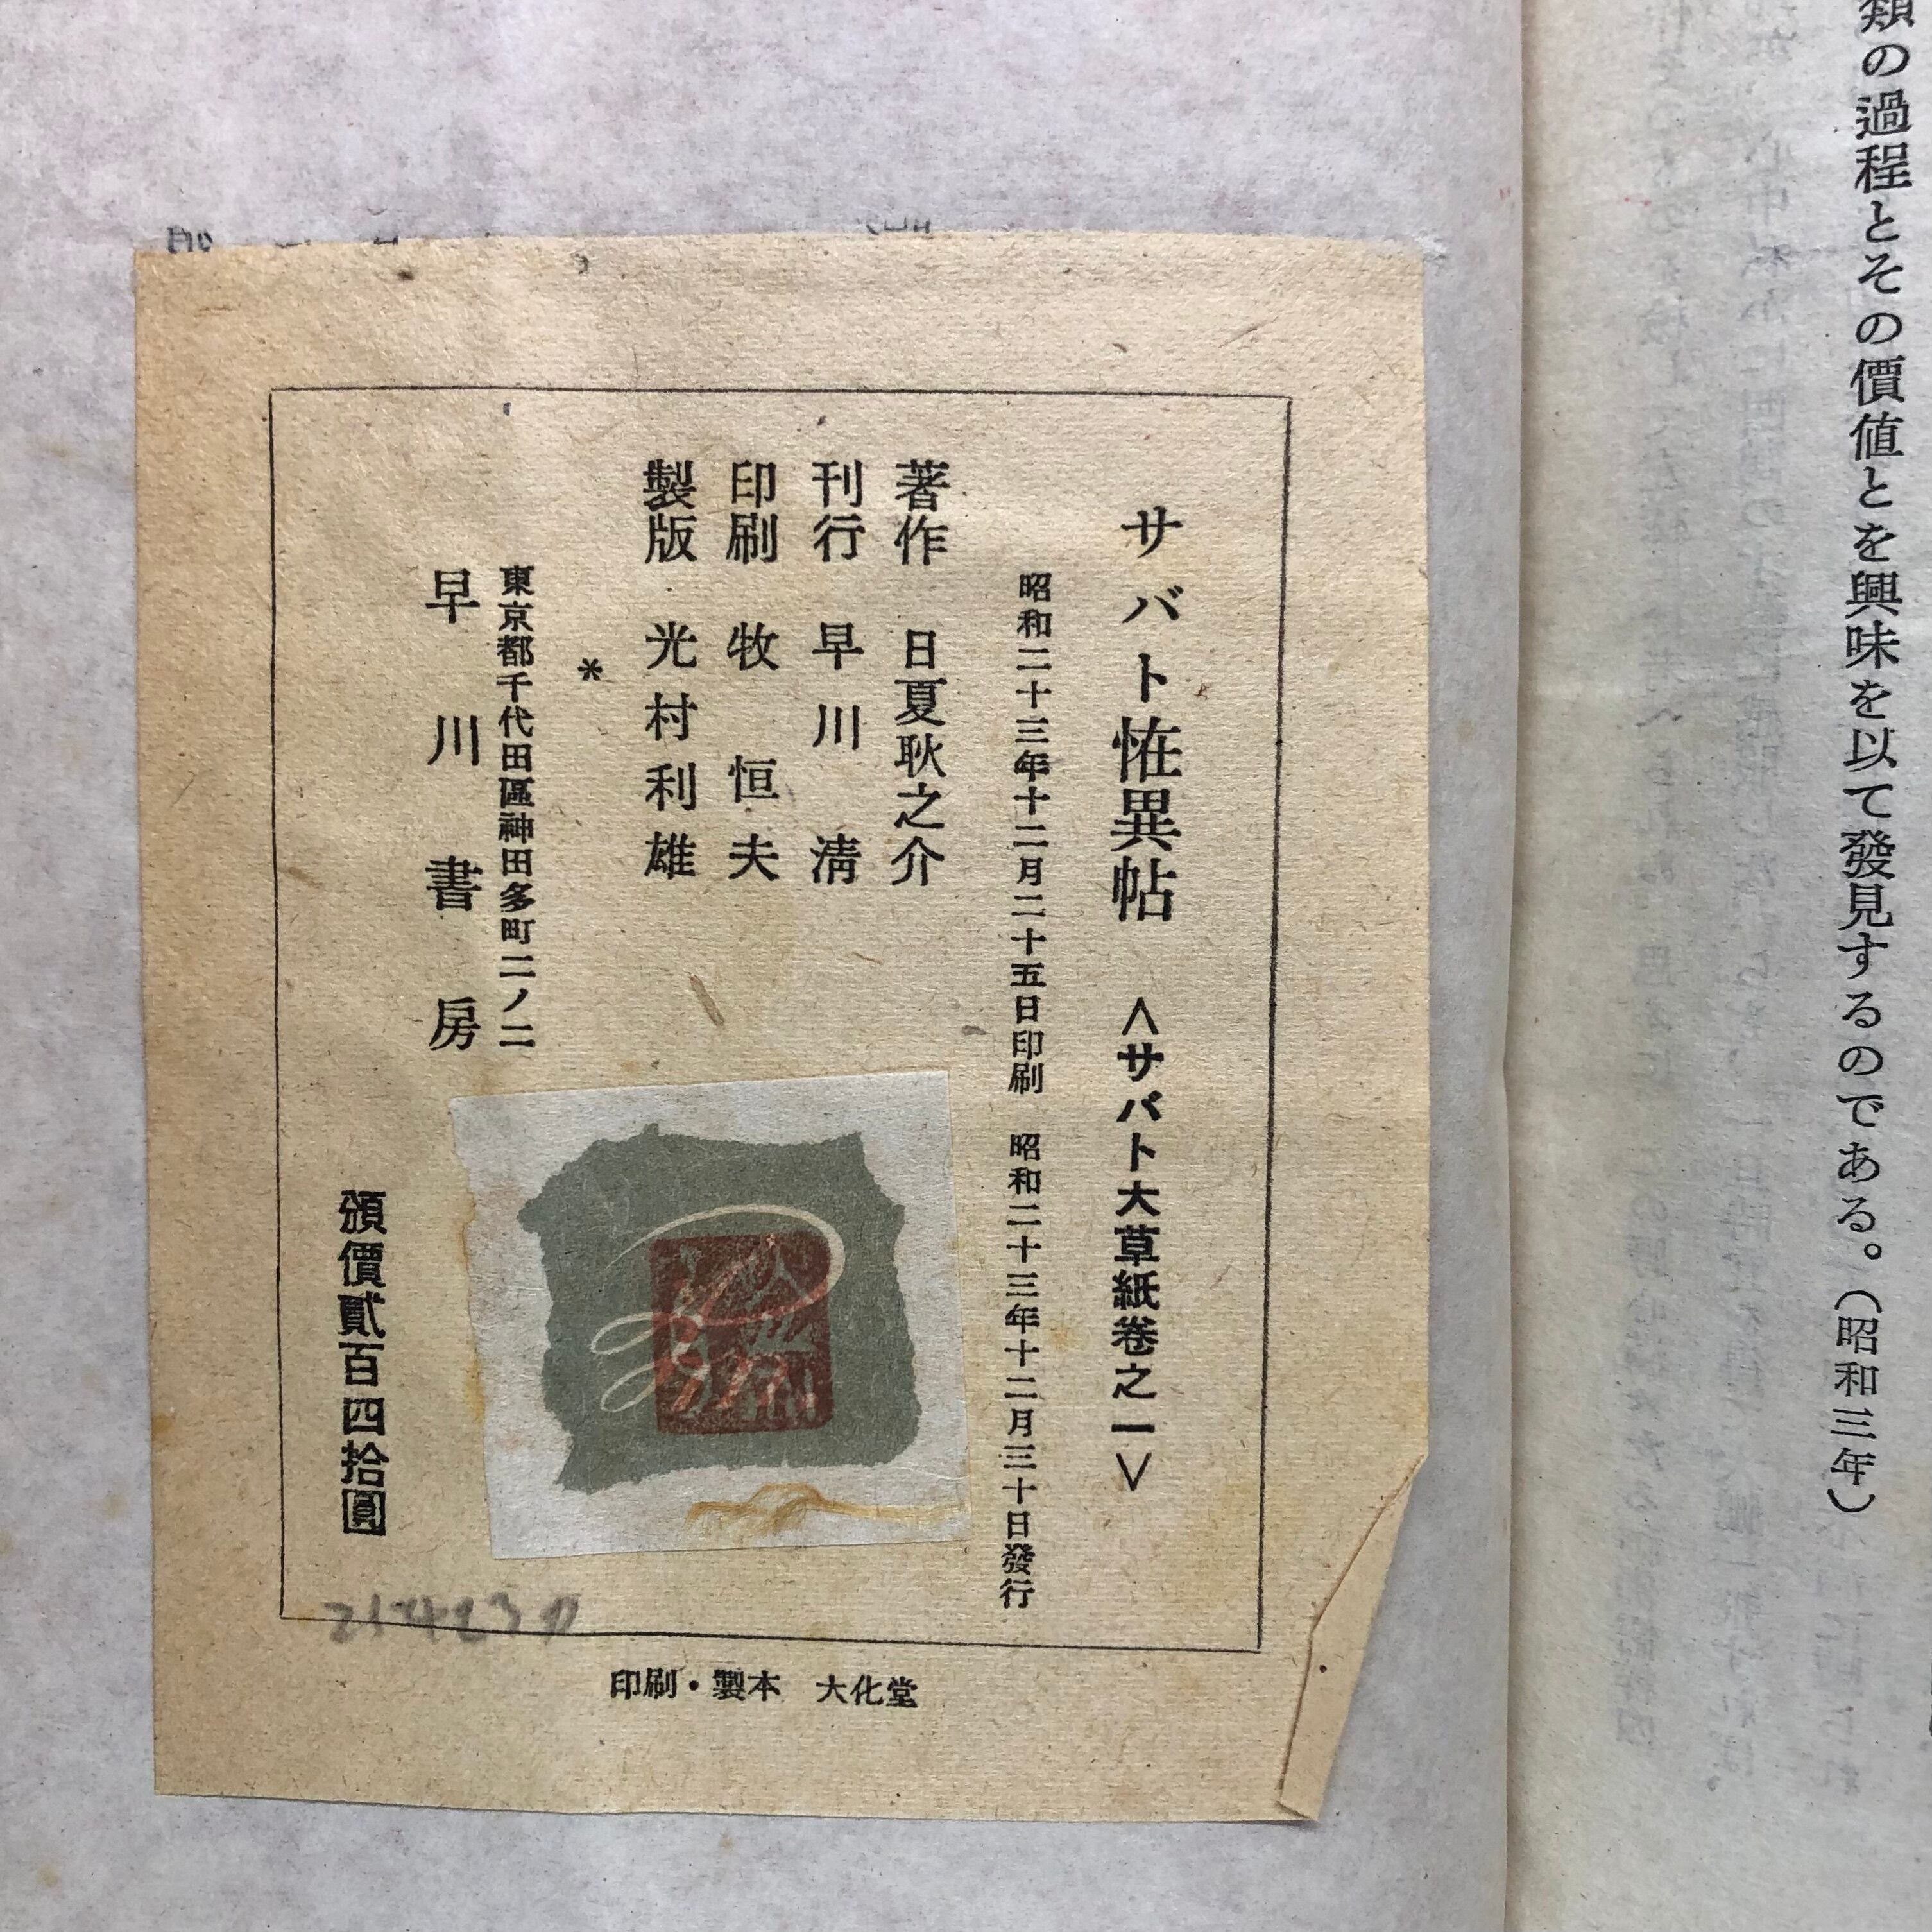 類の過程とその價値とを興味を以て發見するのである。（昭和三年）
サバト恠異帖　＜サバト大草紙卷之一＞
昭和二十三年十二月二十五日印刷　昭和二十三年十二月三十日發行
著作　日夏耿之介
刊行　早川清
印刷　牧恒夫
製版　光村利雄
*
東京都千代田區神田多町二ノ二
早川書房
頒價貳百四拾圓
印刷・製本　大化堂